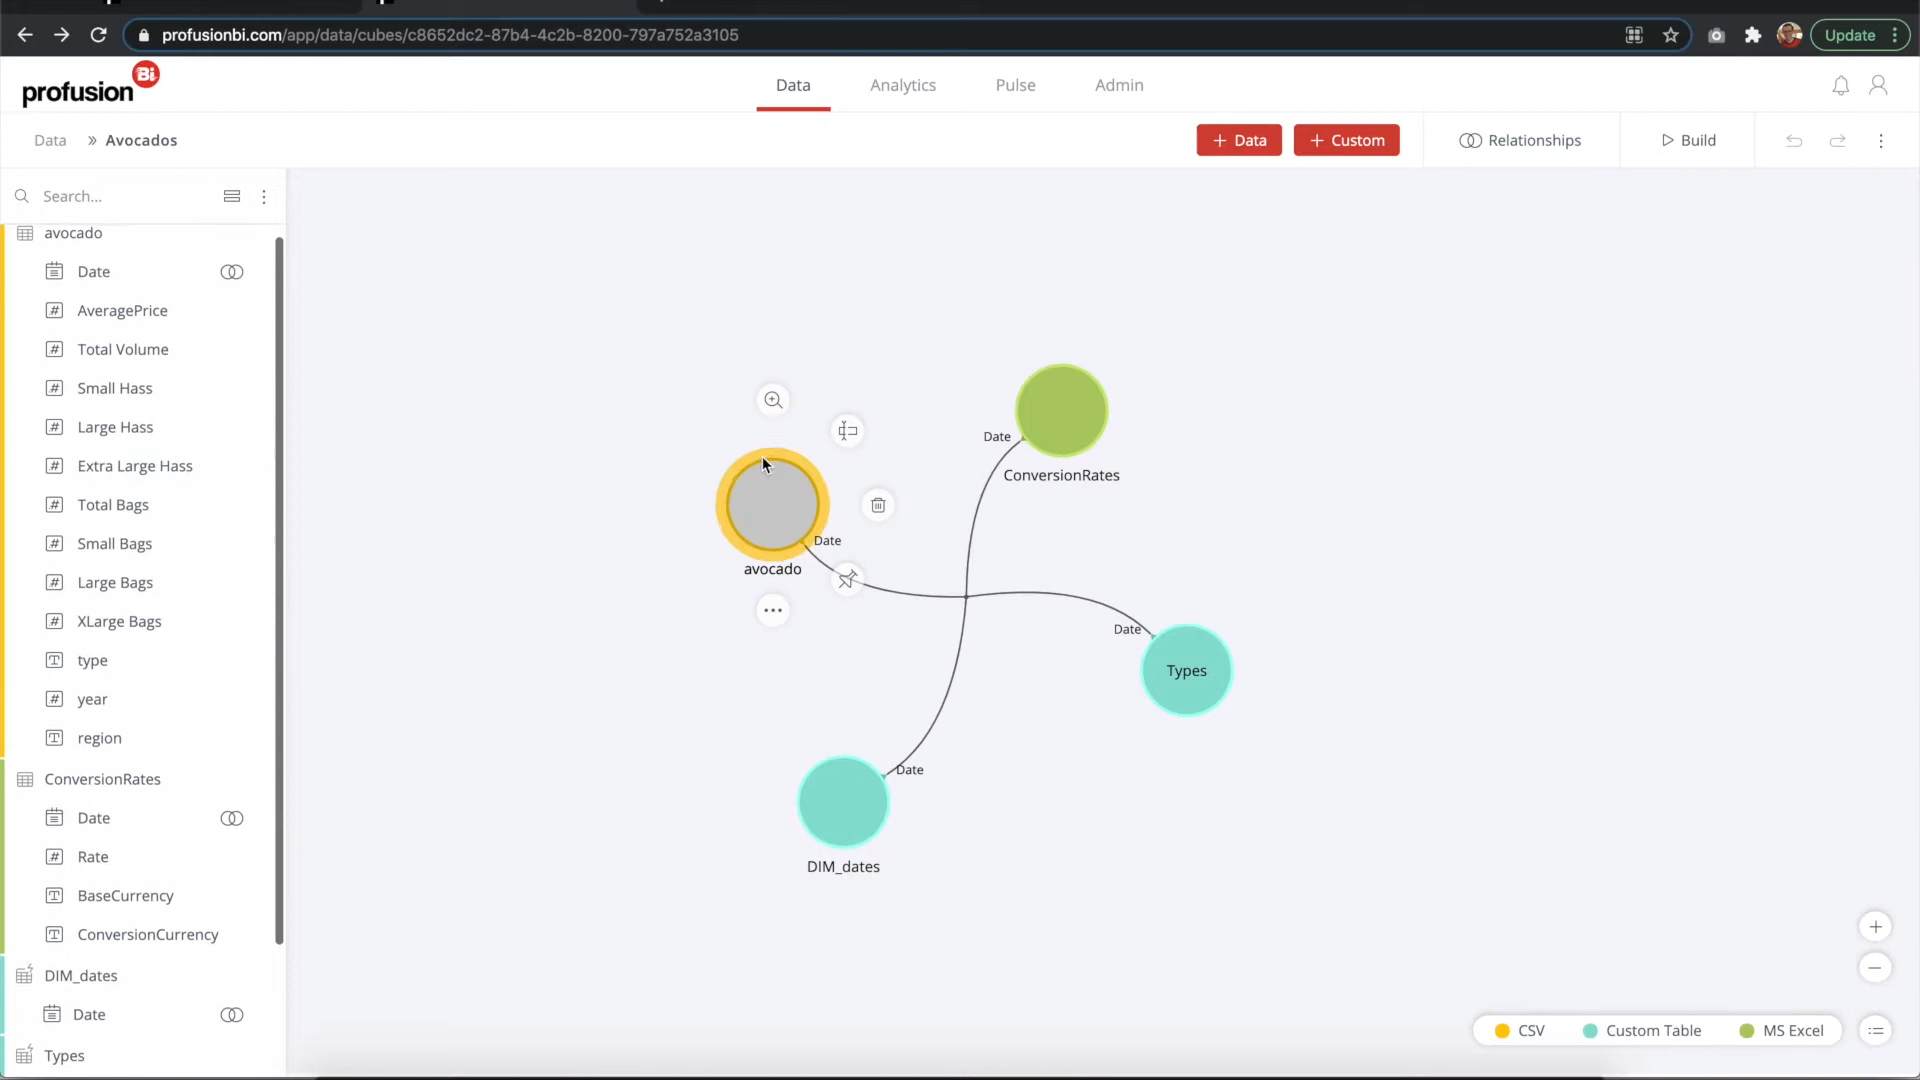 profusionbi.com/app/data/cubes/c8652dc2-87b4-4c2b-8200-797a752a3105
Update
profusion Bi
Data
Analytics
Pulse
Admin
Data » Avocados
+ Data
+ Custom
Relationships
Build
Search...
avocado
Date
AveragePrice
Total Volume
Small Hass
Large Hass
Extra Large Hass
Total Bags
Small Bags
Large Bags
XLarge Bags
type
year
region
ConversionRates
Date
Rate
BaseCurrency
ConversionCurrency
DIM_dates
Date
Types
Date
ConversionRates
Date
avocado
Date
Types
Date
DIM_dates
CSV
Custom Table
MS Excel